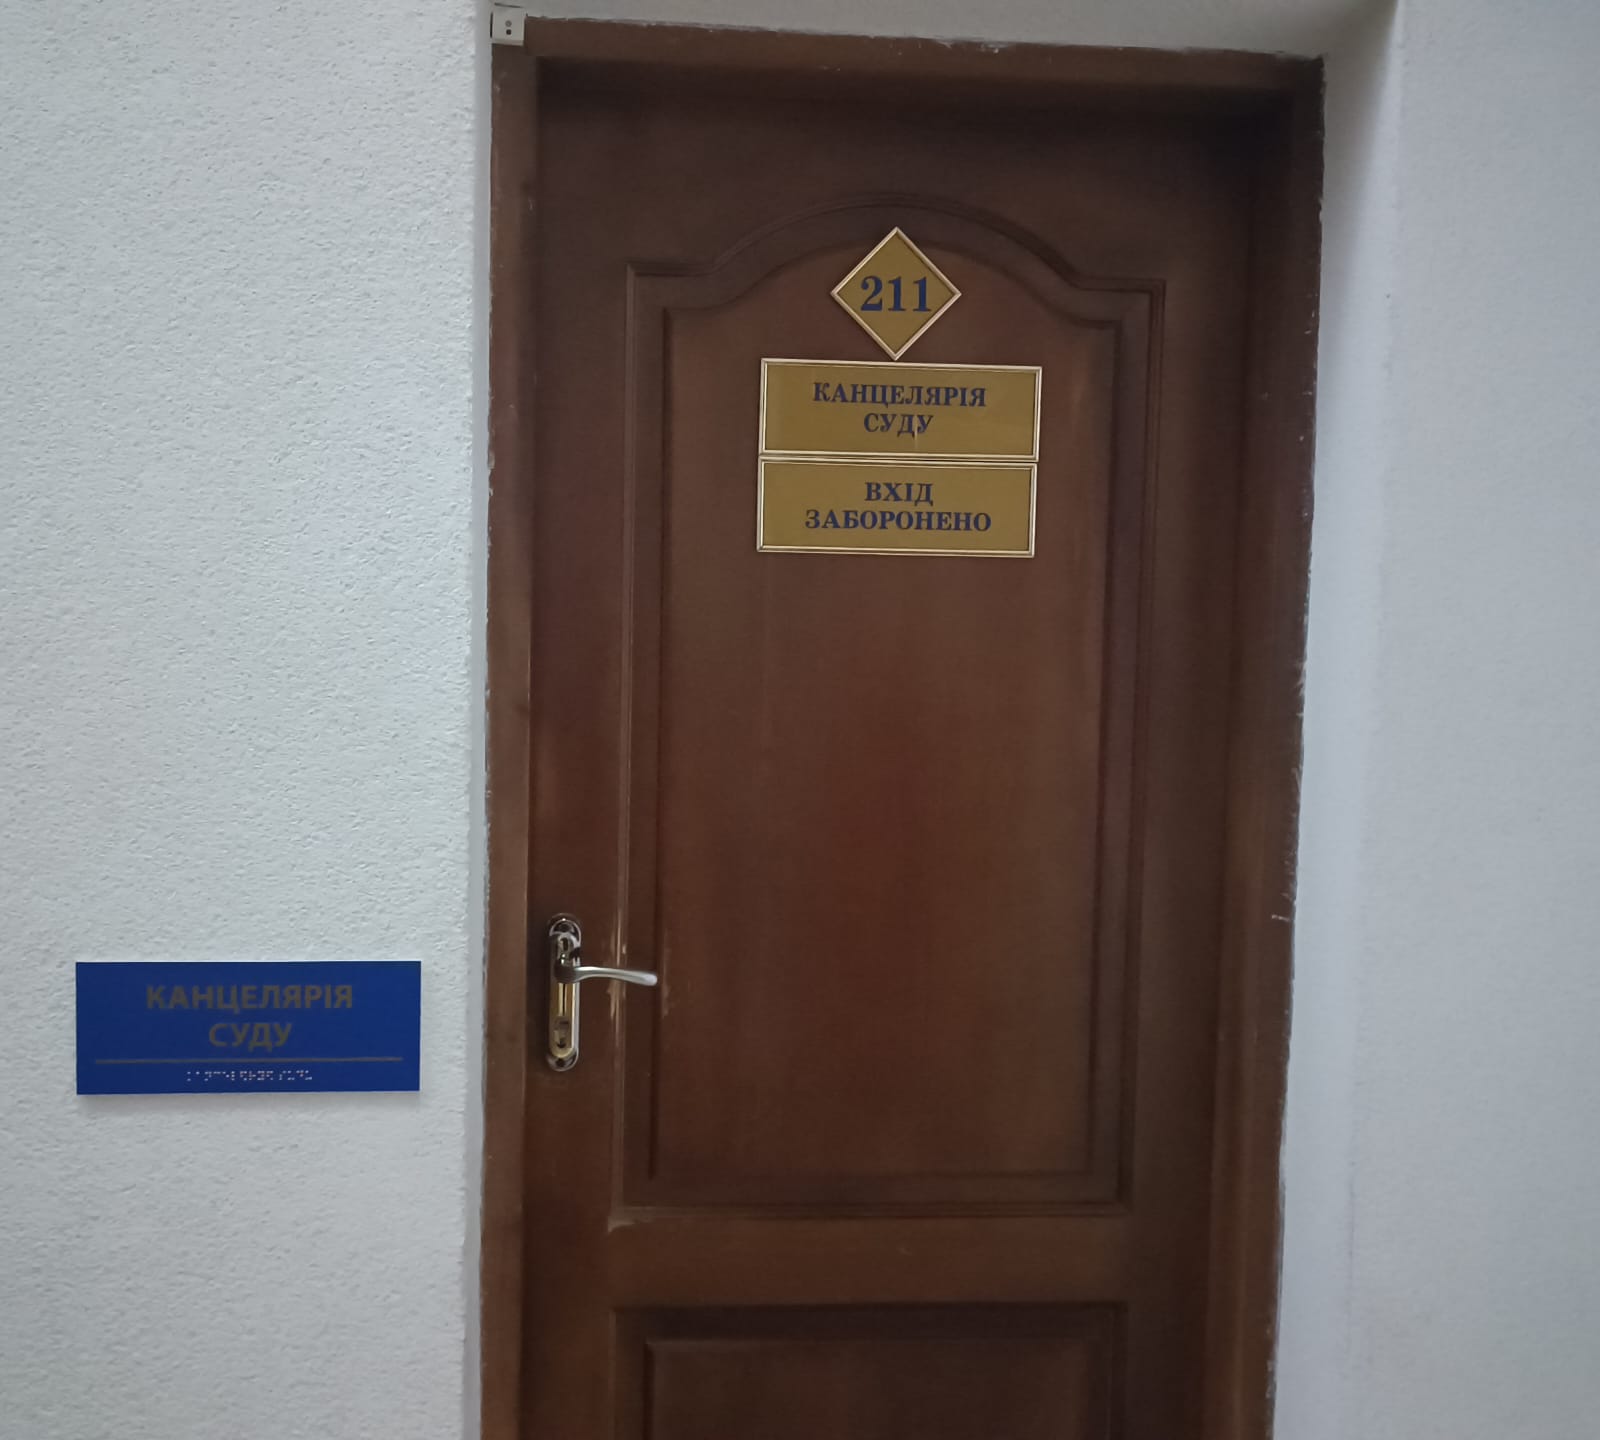 211
КАНЦЕЛЯРІЯ
СУДУ
ВХІД
ЗАБОРОНЕНО
КАНЦЕЛЯРІЯ
СУДУ